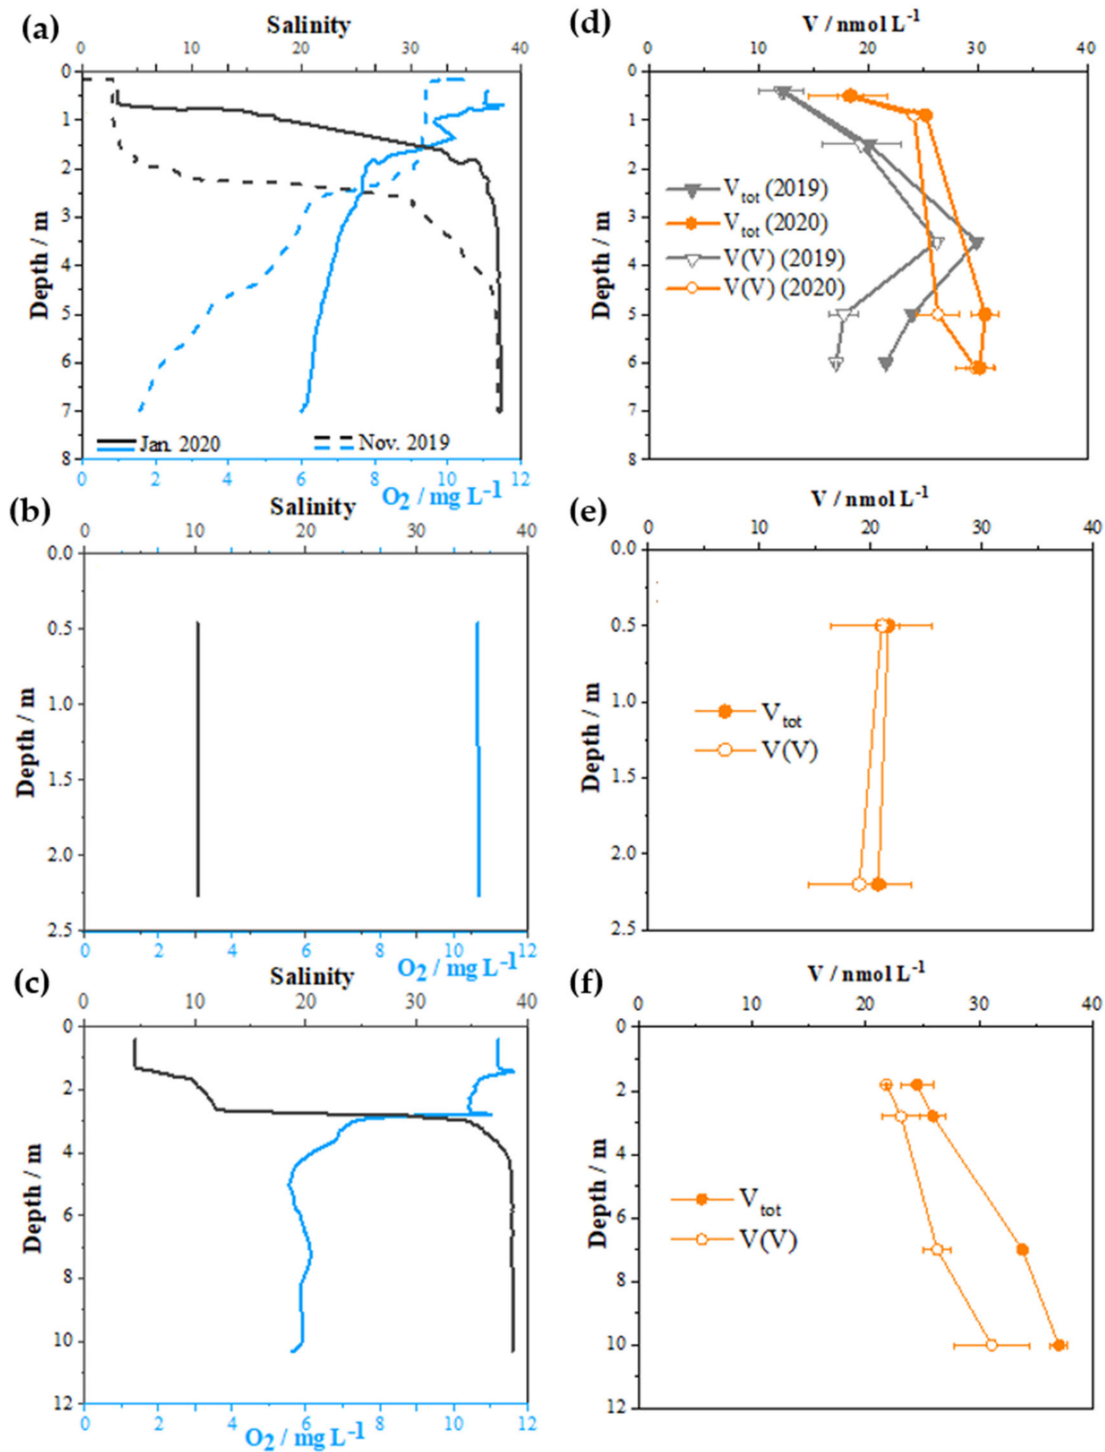 (a)
Salinity
0 10 20 30 40
0
1
2
3
4
5
6
7
8
Depth / m
Jan. 2020
Nov. 2019
0 2 4 6 8 10 12
O2 / mg L-1
(d)
V / nmol L-1
0 10 20 30 40
0
1
2
3
4
5
6
7
8
Depth / m
Vtot (2019)
Vtot (2020)
V(V) (2019)
V(V) (2020)
(b)
Salinity
0 10 20 30 40
0.0
0.5
1.0
1.5
2.0
2.5
Depth / m
0 2 4 6 8 10 12
O2 / mg L-1
(e)
V / nmol L-1
0 10 20 30 40
0.0
0.5
1.0
1.5
2.0
2.5
Depth / m
Vtot
V(V)
(c)
Salinity
0 10 20 30 40
0
2
4
6
8
10
12
Depth / m
0 2 4 6 8 10 12
O2 / mg L-1
(f)
V / nmol L-1
0 10 20 30 40
0
2
4
6
8
10
12
Depth / m
Vtot
V(V)